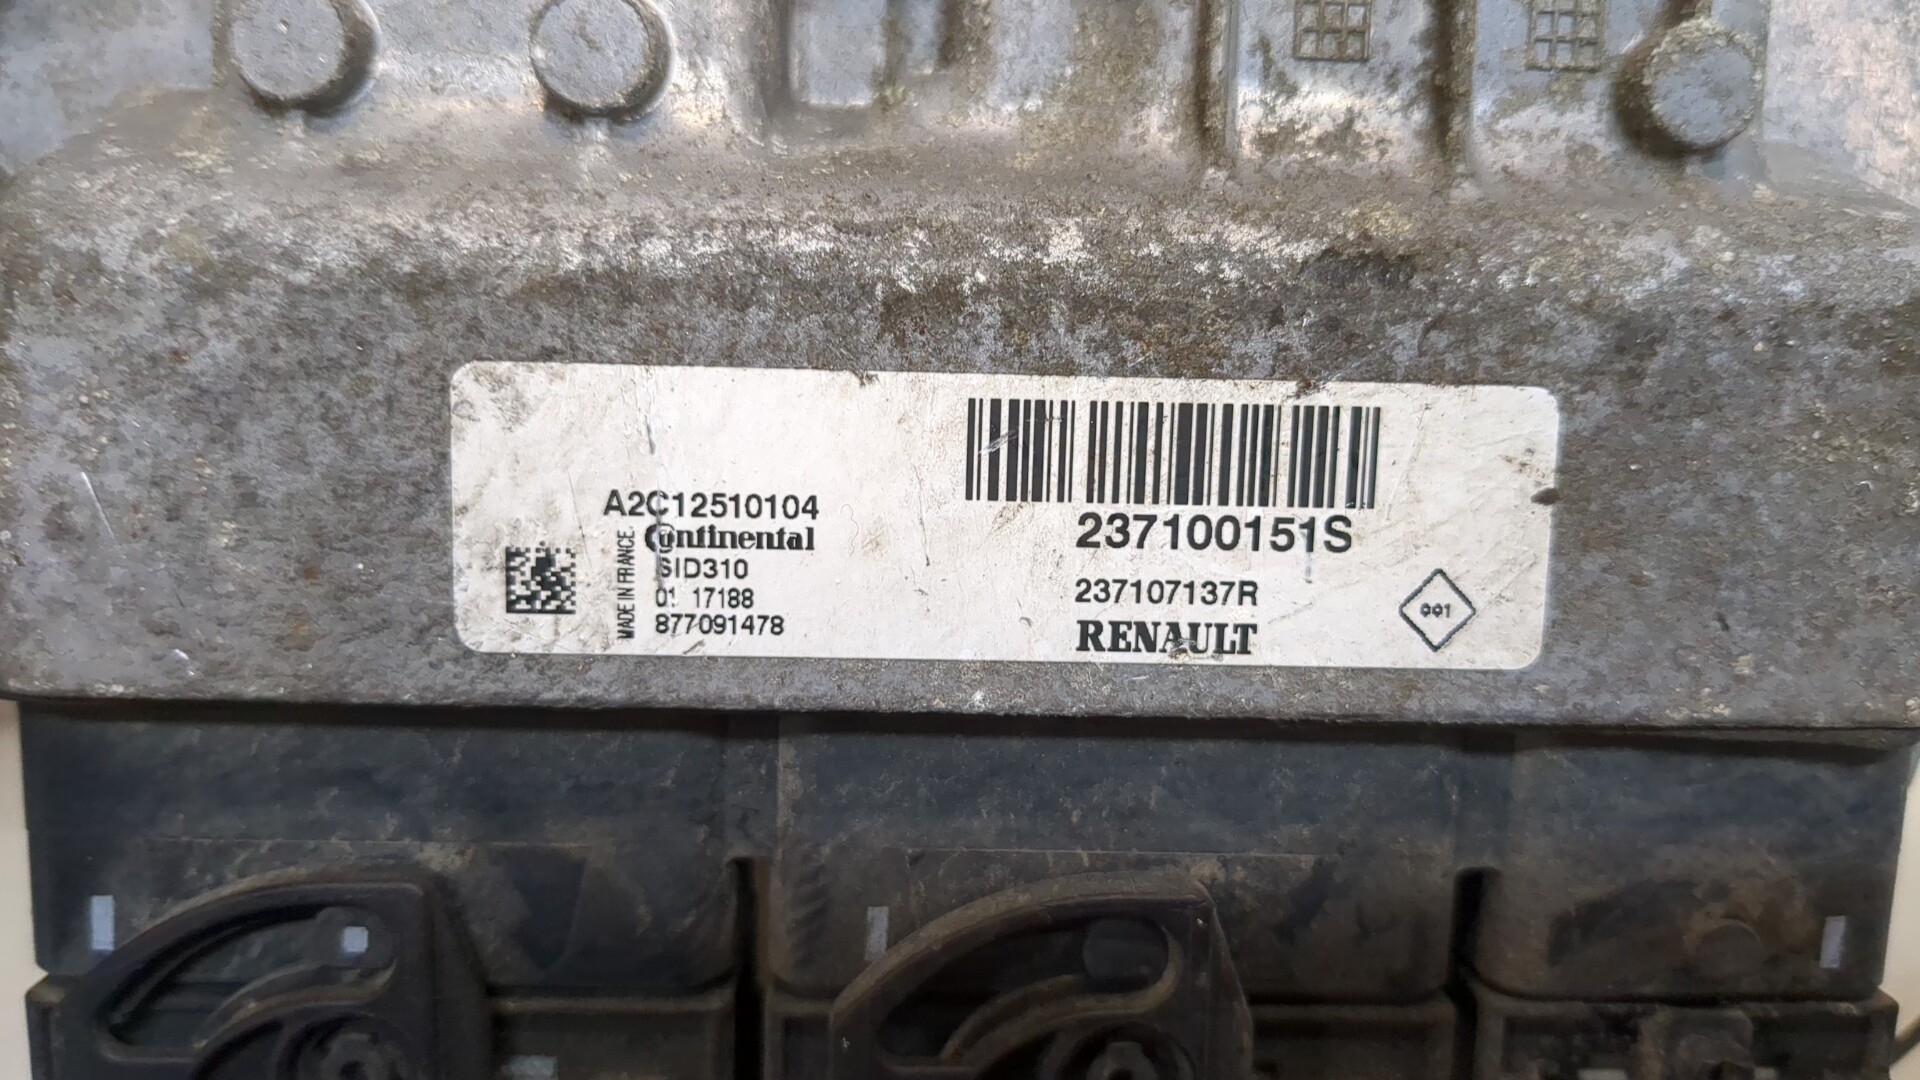 A2C12510104
Continental
MADE IN FRANCE
SID310
01 17188
877091478
237100151S
237107137R
RENAULT
001